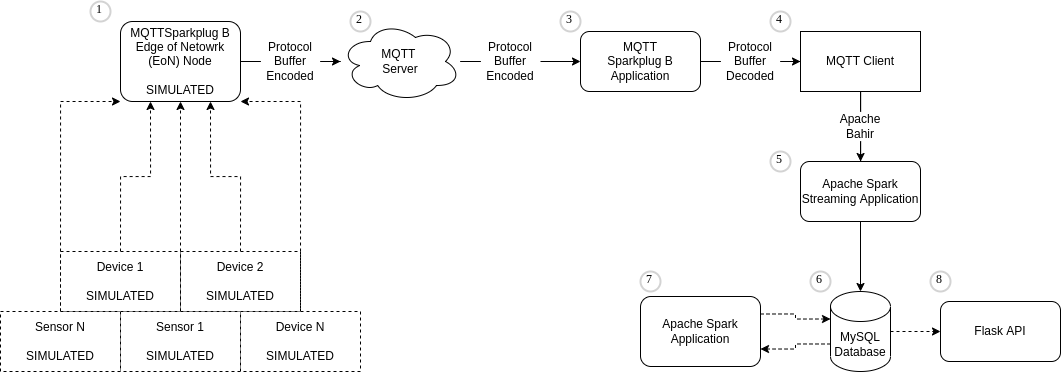 1
MQTTSparkplug B
Edge of Netowrk
(EoN) Node
SIMULATED
Protocol
Buffer
Encoded
2
MQTT
Server
Protocol
Buffer
Encoded
3
MQTT
Sparkplug B
Application
Protocol
Buffer
Decoded
4
MQTT Client
Apache
Bahir
5
Apache Spark
Streaming Application
Device 1
SIMULATED
Device 2
SIMULATED
Sensor N
SIMULATED
Sensor 1
SIMULATED
Device N
SIMULATED
7
Apache Spark
Application
6
MySQL
Database
8
Flask API